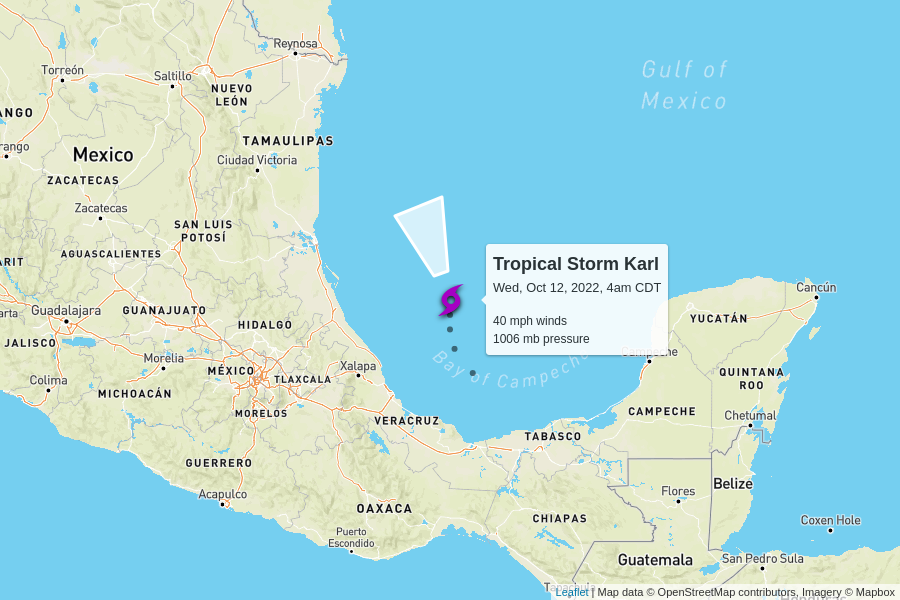 Gulf of
Mexico
Reynosa
Torreón
Saltillo
NUEVO
LEÓN
ANGO
rango
TAMAULIPAS
Mexico
Ciudad Victoria
ZACATECAS
Zacatecas
SAN LUIS
POTOSÍ
AGUASCALIENTES
ARIT
Tropical Storm Karl
Wed, Oct 12, 2022, 4am CDT
40 mph winds
1006 mb pressure
Cancún
YUCATÁN
arta
Guadalajara
GUANAJUATO
HIDALGO
JALISCO
Morelia
MÉXICO
TLAXCALA
Xalapa
Bay of Campeche
Campeche
QUINTANA
ROO
Colima
MICHOACÁN
MORELOS
VERACRUZ
TABASCO
CAMPECHE
Chetumal
GUERRERO
Acapulco
OAXACA
Puerto
Escondido
CHIAPAS
Flores
Belize
Coxen Hole
Guatemala
San Pedro Sula
Tapachula
Honduras
Leaflet | Map data © OpenStreetMap contributors, Imagery © Mapbox